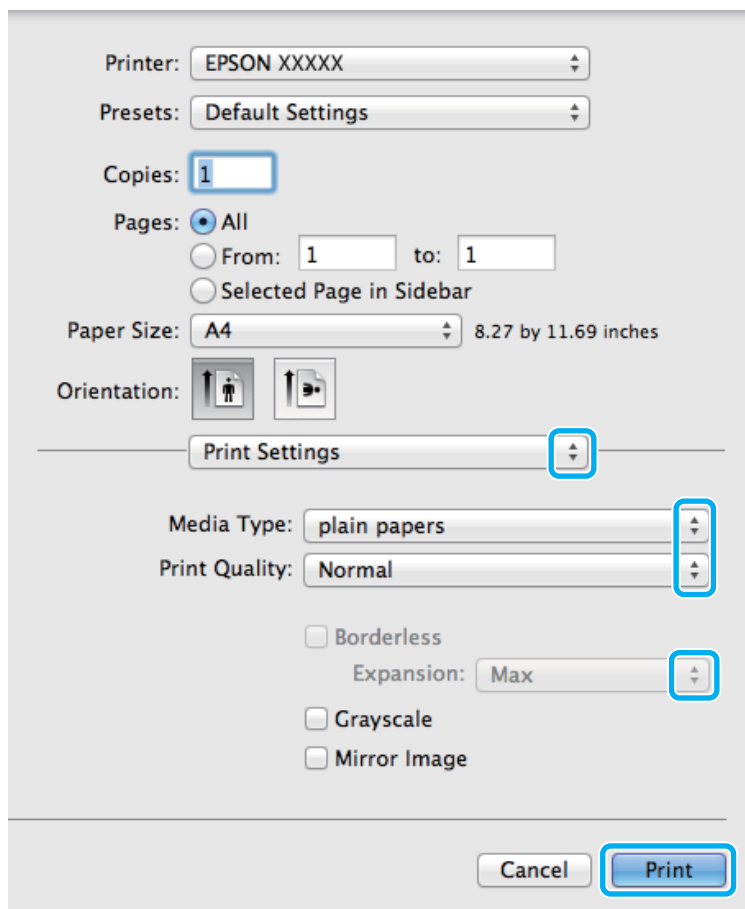 Printer: EPSON XXXXX
Presets: Default Settings
Copies: 1
Pages: All
From: 1 to: 1
Selected Page in Sidebar
Paper Size: A4 8.27 by 11.69 inches
Orientation:
Print Settings
Media Type: plain papers
Print Quality: Normal
Borderless
Expansion: Max
Grayscale
Mirror Image
Cancel Print